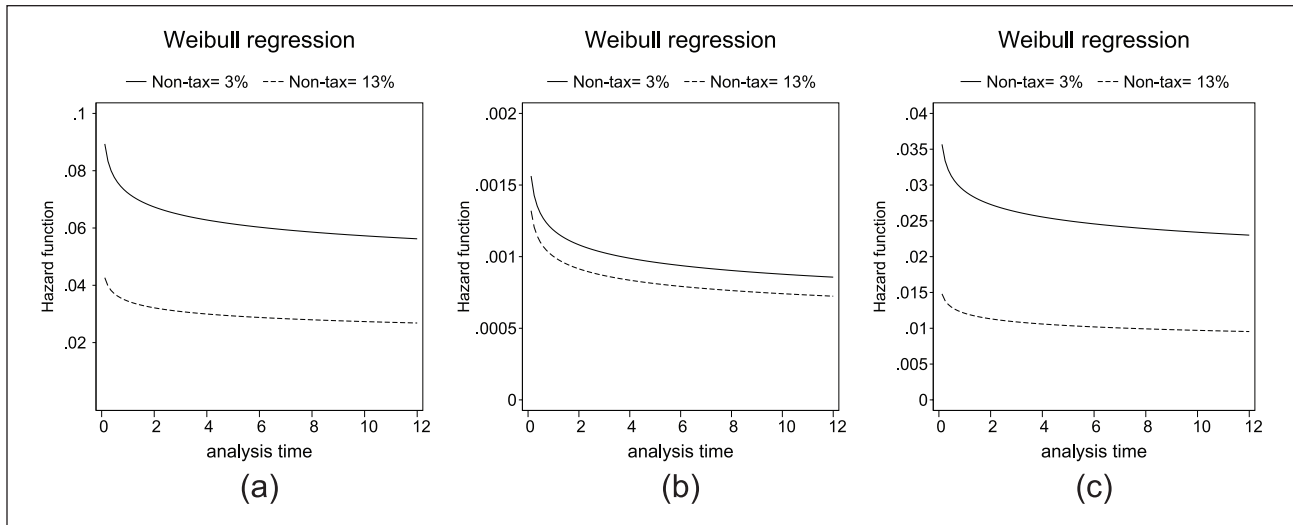 Weibull regression
Non-tax= 3% Non-tax= 13%
.1
.08
.06
.04
.02
Hazard function
0 2 4 6 8 10 12
analysis time
(a)
Weibull regression
Non-tax= 3% Non-tax= 13%
.002
.0015
.001
.0005
0
Hazard function
0 2 4 6 8 10 12
analysis time
(b)
Weibull regression
Non-tax= 3% Non-tax= 13%
.04
.035
.03
.025
.02
.015
.01
.005
0
Hazard function
0 2 4 6 8 10 12
analysis time
(c)